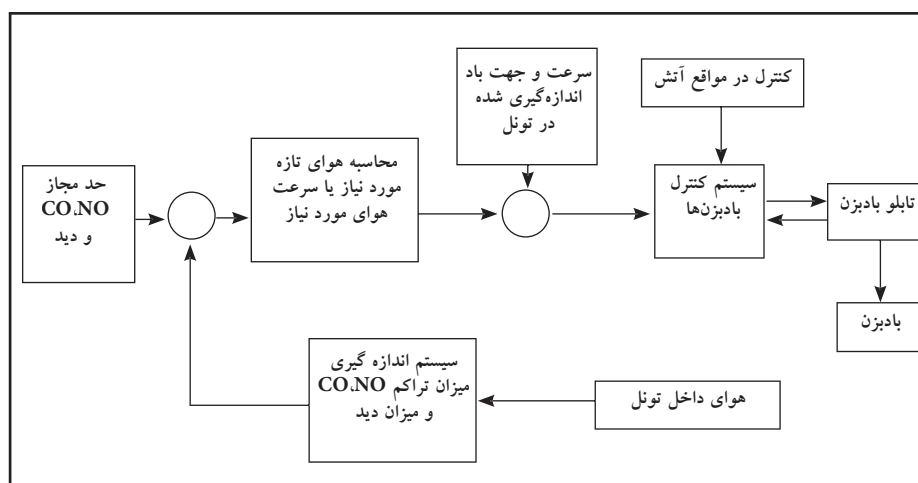 سرعت و جهت باد
اندازه‌گیری شده
در تونل
کنترل در مواقع آتش
حد مجاز
CO،NO
و دید
محاسبه هوای تازه
مورد نیاز یا سرعت
هوای مورد نیاز
سیستم کنترل
بادبزن‌ها
تابلو بادبزن
بادبزن
سیستم اندازه گیری
میزان تراکم CO،NO
و میزان دید
هوای داخل تونل